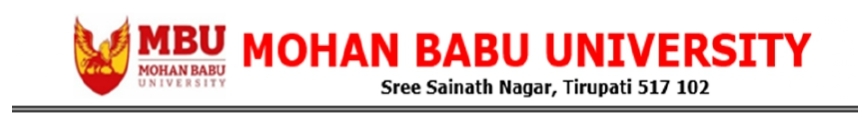 MBU
MOHAN BABU
UNIVERSITY
MOHAN BABU UNIVERSITY
Sree Sainath Nagar, Tirupati 517 102